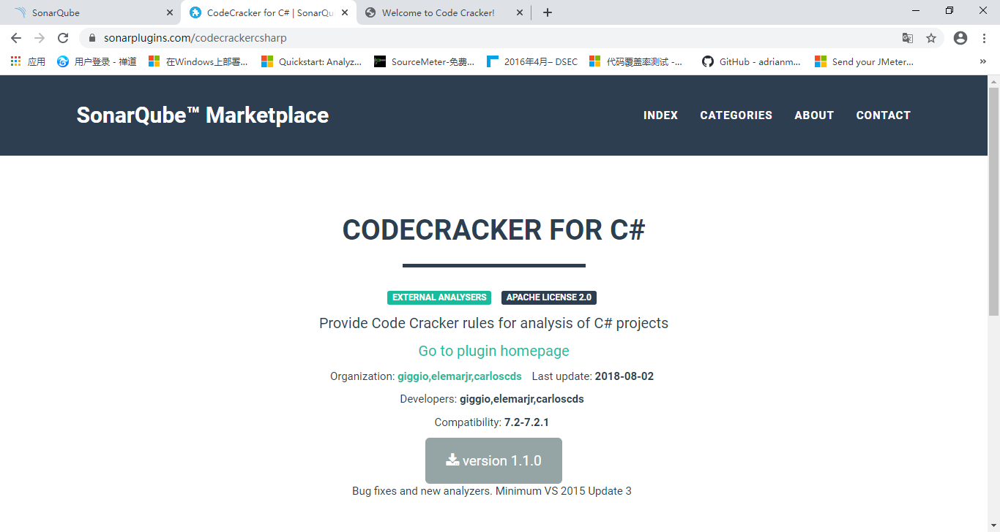 SonarQube
CodeCracker for C# | SonarQu
Welcome to Code Cracker!
sonarplugins.com/codecrackercsharp
应用
用户登录 - 禅道
在Windows上部署...
Quickstart: Analyz...
SourceMeter-免费...
2016年4月– DSEC
代码覆盖率测试 -...
GitHub - adrianm...
Send your JMeter...
»
SonarQube™ Marketplace
INDEX
CATEGORIES
ABOUT
CONTACT
CODECRACKER FOR C#
EXTERNAL ANALYSERS
APACHE LICENSE 2.0
Provide Code Cracker rules for analysis of C# projects
Go to plugin homepage
Organization: giggio,elemarjr,carloscds Last update: 2018-08-02
Developers: giggio,elemarjr,carloscds
Compatibility: 7.2-7.2.1
version 1.1.0
Bug fixes and new analyzers. Minimum VS 2015 Update 3